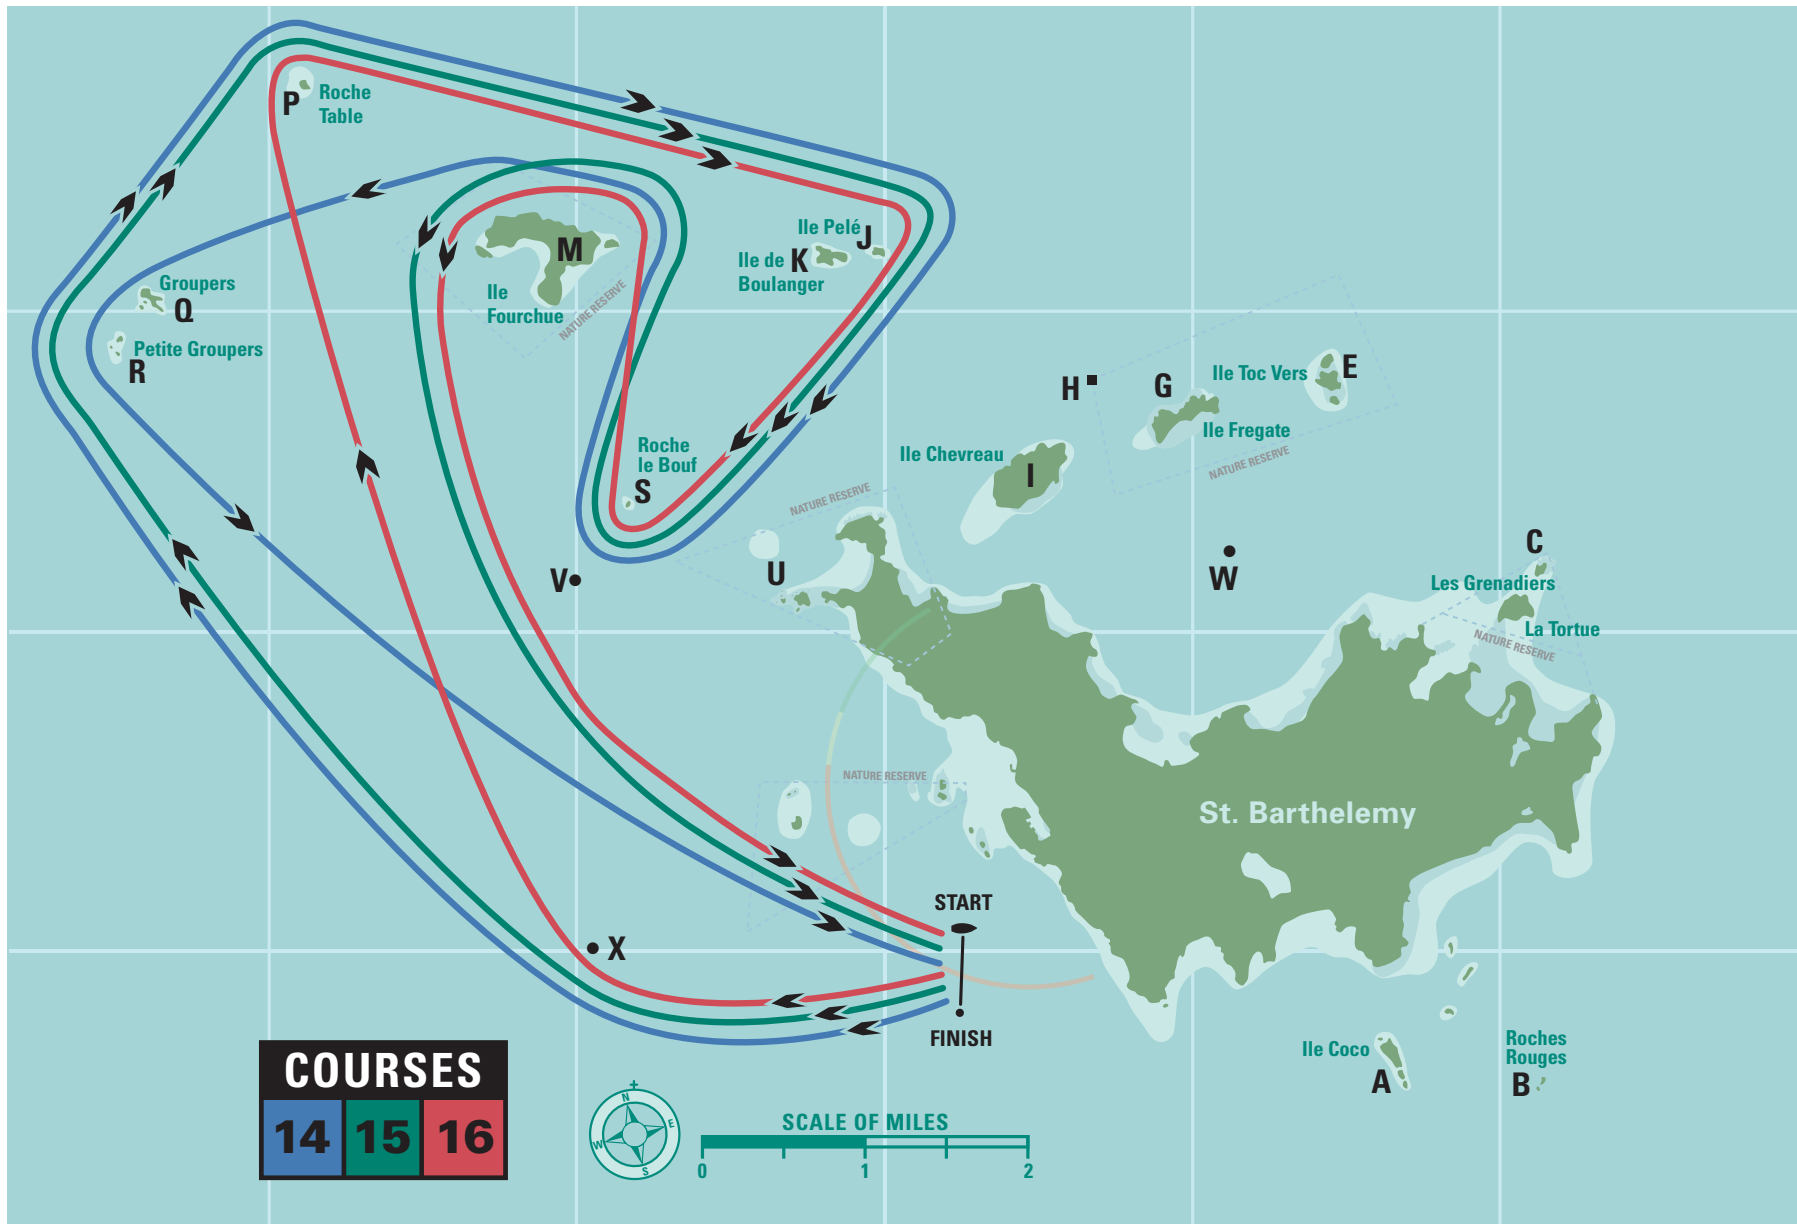 P
Roche
Table
M
Ile
Fourchue
NATURE RESERVE
Groupers
Q
Petite Groupers
R
Ile Pelé
J
Ile de
Boulanger
K
Roche
le Bouf
S
H
G
Ile Toc Vers
E
Ile Fregate
NATURE RESERVE
Ile Chevreau
I
NATURE RESERVE
U
V
W
C
Les Grenadiers
La Tortue
NATURE RESERVE
NATURE RESERVE
St. Barthelemy
START
X
FINISH
Ile Coco
A
Roches
Rouges
B
COURSES
14 15 16
N
E
S
W
SCALE OF MILES
0 1 2